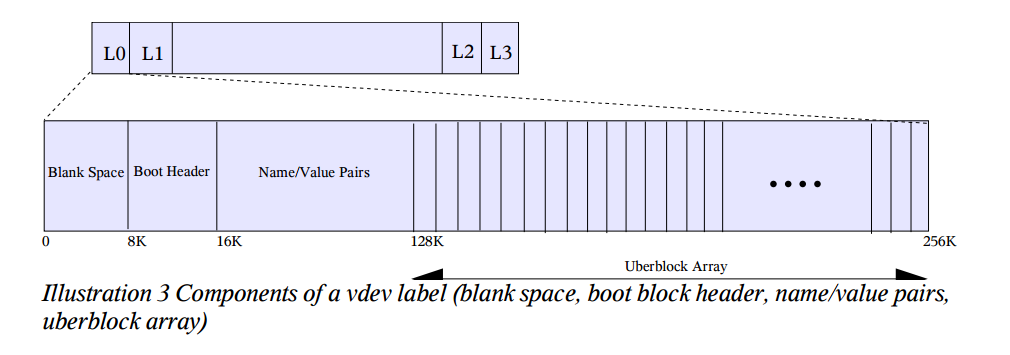 L0 L1 L2 L3
Blank Space Boot Header Name/Value Pairs
0 8K 16K 128K 256K
Uberblock Array
Illustration 3 Components of a vdev label (blank space, boot block header, name/value pairs,
uberblock array)